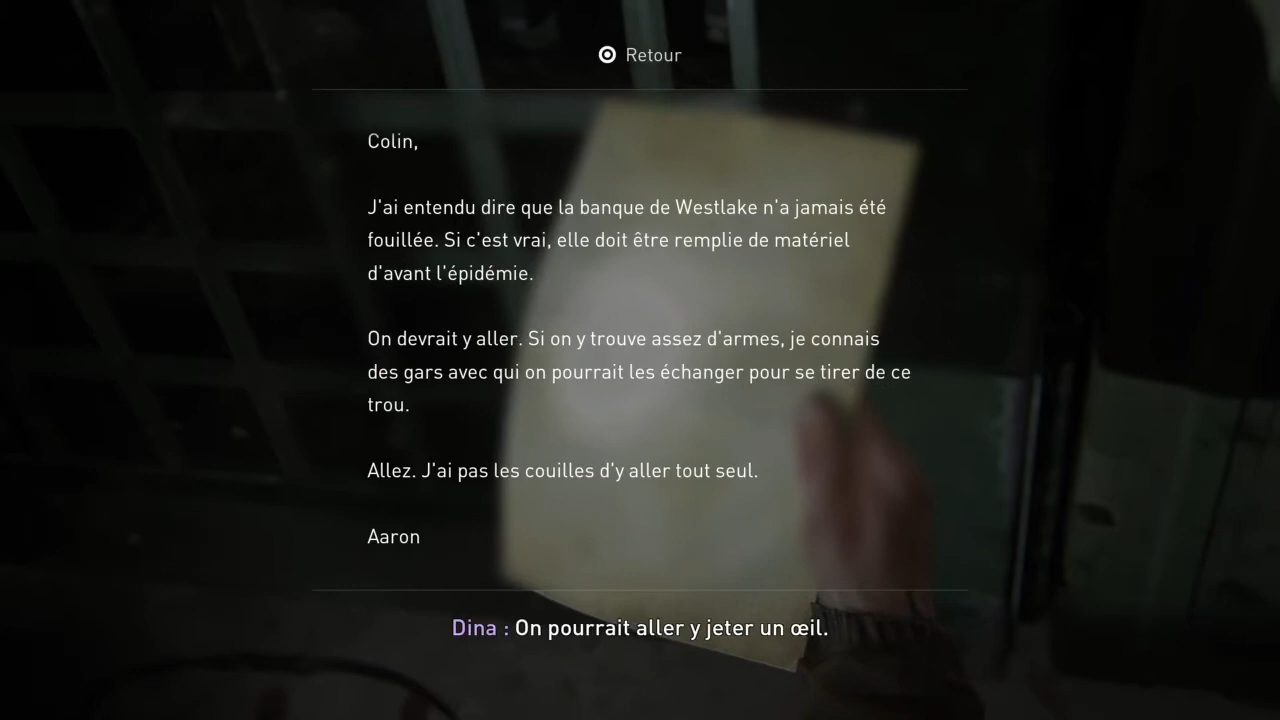 Retour
Colin,
J'ai entendu dire que la banque de Westlake n'a jamais été
fouillée. Si c'est vrai, elle doit être remplie de matériel
d'avant l'épidémie.
On devrait y aller. Si on y trouve assez d'armes, je connais
des gars avec qui on pourrait les échanger pour se tirer de ce
trou.
Allez. J'ai pas les couilles d'y aller tout seul.
Aaron
Dina : On pourrait aller y jeter un œil.